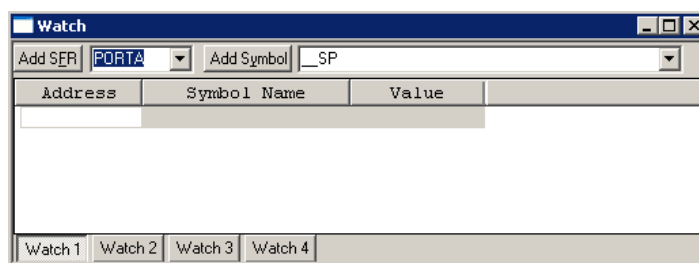 Watch
Add SFR PORTA Add Symbol __SP
Address Symbol Name Value
Watch 1 Watch 2 Watch 3 Watch 4